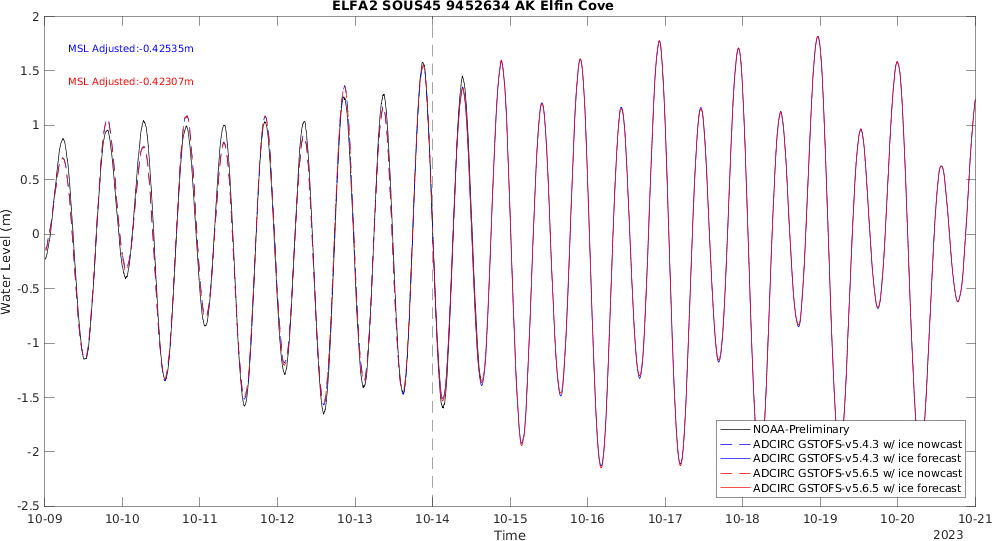 ELFA2 SOUS45 9452634 AK Elfin Cove
MSL Adjusted:-0.42535m
MSL Adjusted:-0.42307m
Water Level (m)
2
1.5
1
0.5
0
-0.5
-1
-1.5
-2
-2.5
NOAA-Preliminary
ADCIRC GSTOFS-v5.4.3 w/ ice nowcast
ADCIRC GSTOFS-v5.4.3 w/ ice forecast
ADCIRC GSTOFS-v5.6.5 w/ ice nowcast
ADCIRC GSTOFS-v5.6.5 w/ ice forecast
10-09 10-10 10-11 10-12 10-13 10-14 10-15 10-16 10-17 10-18 10-19 10-20 10-21
Time
2023